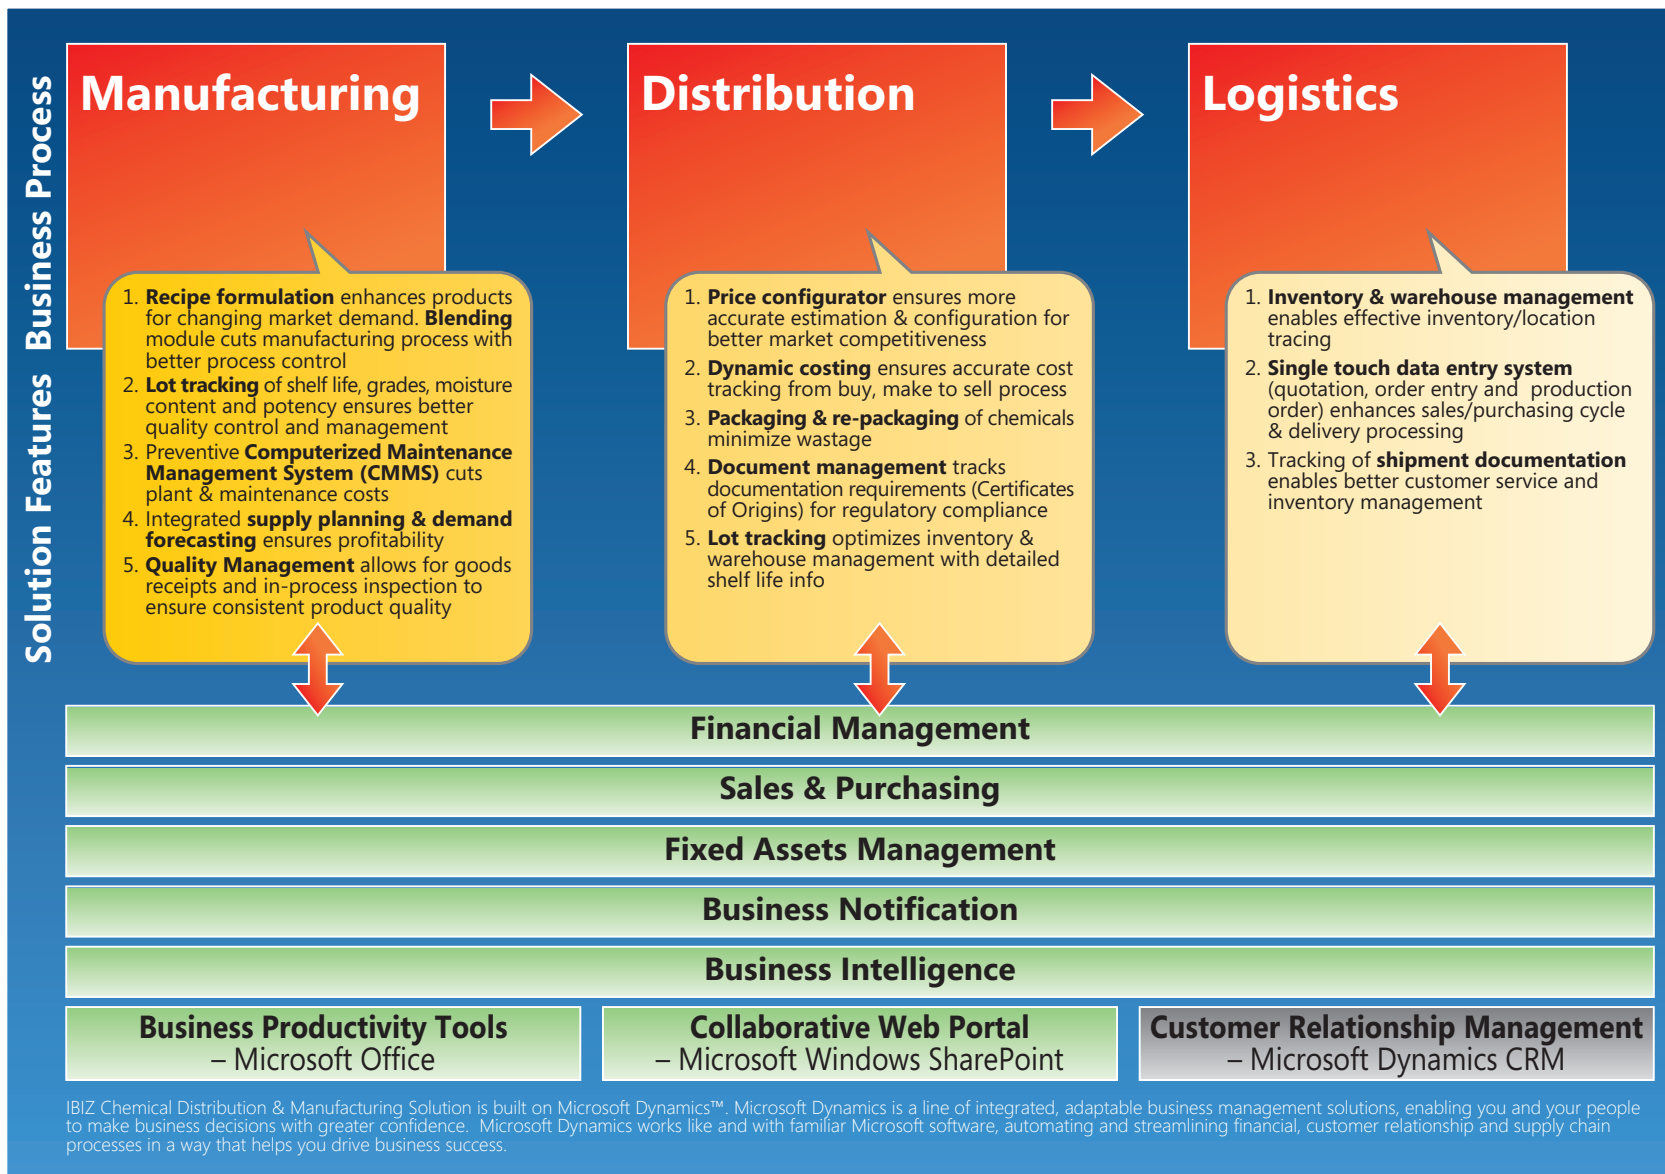 Business Process
Solution Features
Manufacturing
1. Recipe formulation enhances products
for changing market demand. Blending
module cuts manufacturing process with
better process control
2. Lot tracking of shelf life, grades, moisture
content and potency ensures better
quality control and management
3. Preventive Computerized Maintenance
Management System (CMMS) cuts
plant & maintenance costs
4. Integrated supply planning & demand
forecasting ensures profitability
5. Quality Management allows for goods
receipts and in-process inspection to
ensure consistent product quality
Distribution
1. Price configurator ensures more
accurate estimation & configuration for
better market competitiveness
2. Dynamic costing ensures accurate cost
tracking from buy, make to sell process
3. Packaging & re-packaging of chemicals
minimize wastage
4. Document management tracks
documentation requirements (Certificates
of Origins) for regulatory compliance
5. Lot tracking optimizes inventory &
warehouse management with detailed
shelf life info
Logistics
1. Inventory & warehouse management
enables effective inventory/location
tracing
2. Single touch data entry system
(quotation, order entry and production
order) enhances sales/purchasing cycle
& delivery processing
3. Tracking of shipment documentation
enables better customer service and
inventory management
Financial Management
Sales & Purchasing
Fixed Assets Management
Business Notification
Business Intelligence
Business Productivity Tools
– Microsoft Office
Collaborative Web Portal
– Microsoft Windows SharePoint
Customer Relationship Management
– Microsoft Dynamics CRM
IBIZ Chemical Distribution & Manufacturing Solution is built on Microsoft Dynamics™. Microsoft Dynamics is a line of integrated, adaptable business management solutions, enabling you and your people
to make business decisions with greater confidence. Microsoft Dynamics works like and with familiar Microsoft software, automating and streamlining financial, customer relationship and supply chain
processes in a way that helps you drive business success.